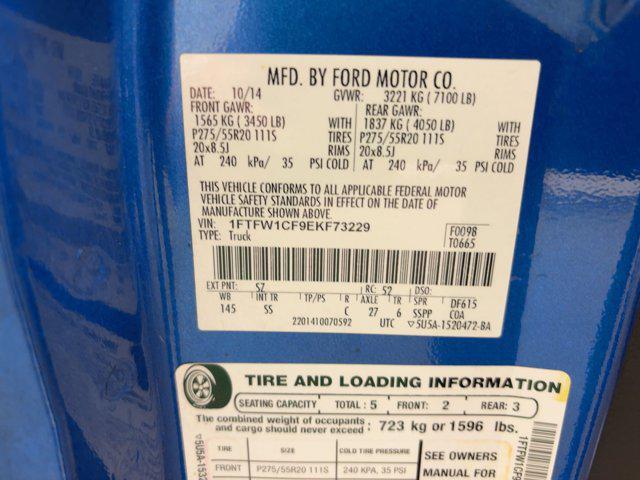 MFD. BY FORD MOTOR CO.
DATE: 10/14 GVWR: 3221 KG ( 7100 LB)
FRONT GAWR: REAR GAWR:
1565 KG ( 3450 LB) WITH 1837 KG ( 4050 LB) WITH
P275/55R20 111S TIRES P275/55R20 111S TIRES
20x8.5J RIMS 20x8.5J RIMS
AT 240 kPa/ 35 PSI COLD AT 240 kPa/ 35 PSI COLD
THIS VEHICLE CONFORMS TO ALL APPLICABLE FEDERAL MOTOR
VEHICLE SAFETY STANDARDS IN EFFECT ON THE DATE OF
MANUFACTURE SHOWN ABOVE.
VIN: 1FTFW1CF9EKF73229 F0098
TYPE: Truck T0665
EXT PNT: SZ RC: 52 DSO:
WB INT TR TP/PS R AXLE TR SPR DF615
145 SS C 27 6 SSPP COA
2201410070592 UTC ▽5U5A-1520472-BA
TIRE AND LOADING INFORMATION
SEATING CAPACITY TOTAL : 5 FRONT: 2 REAR: 3
The combined weight of occupants
and cargo should never exceed : 723 kg or 1596 lbs.
TIRE SIZE COLD TIRE PRESSURE SEE OWNERS
FRONT P275/55R20 111S 240 KPA, 35 PSI MANUAL FOR